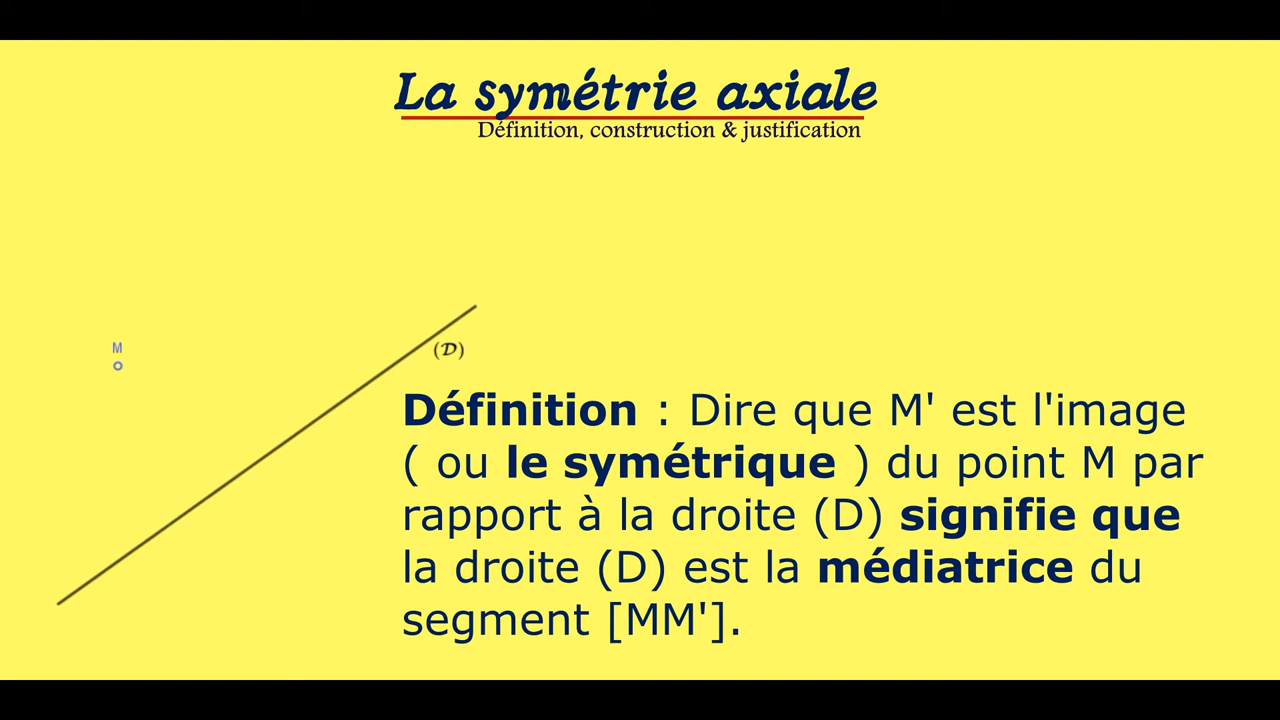 La symétrie axiale
Définition, construction & justification
M
(D)
Définition : Dire que M' est l'image
( ou le symétrique ) du point M par
rapport à la droite (D) signifie que
la droite (D) est la médiatrice du
segment [MM'].